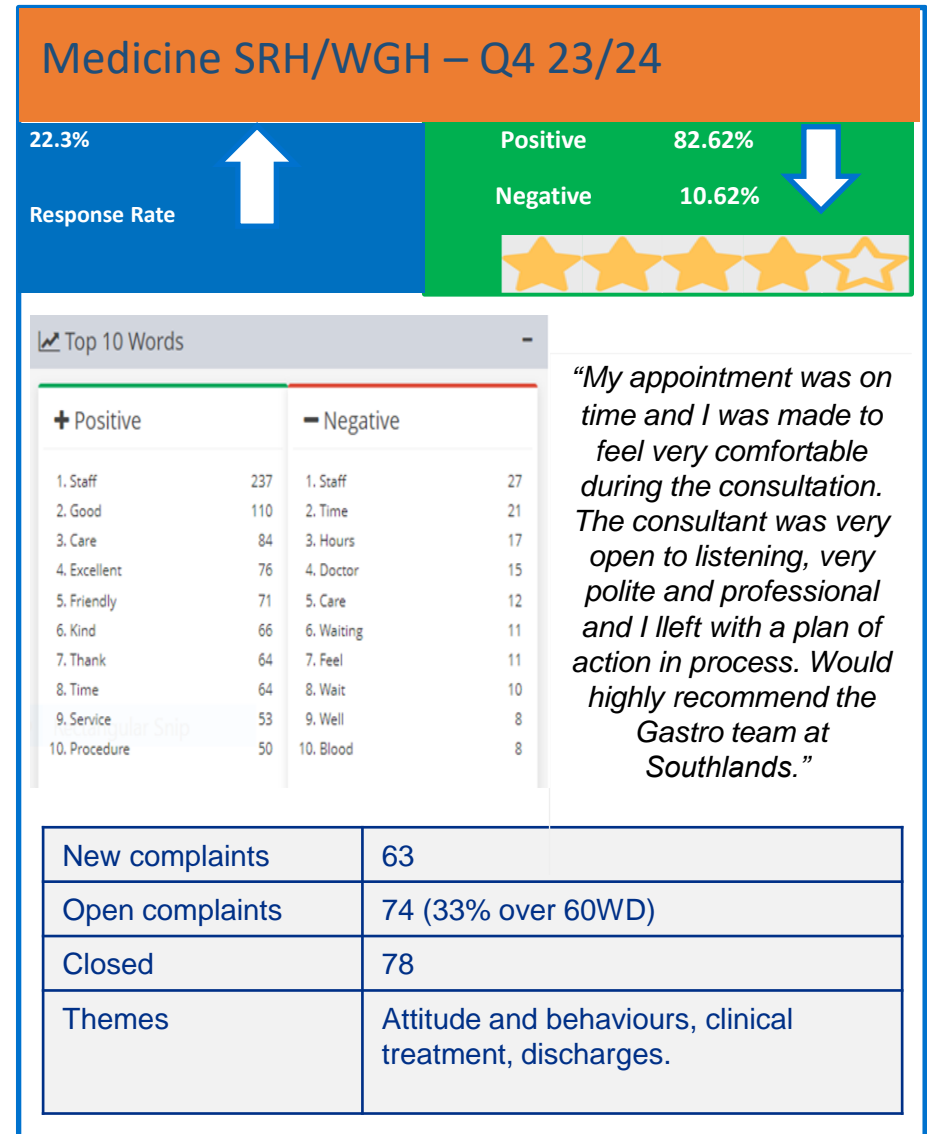 Medicine SRH/WGH – Q4 23/24
22.3%
Response Rate
Positive 82.62%
Negative 10.62%
Top 10 Words
Positive
1. Staff 237
2. Good 110
3. Care 84
4. Excellent 76
5. Friendly 71
6. Kind 66
7. Thank 64
8. Time 64
9. Service 53
10. Procedure 50
Rectangular Snip
Negative
1. Staff 27
2. Time 21
3. Hours 17
4. Doctor 15
5. Care 12
6. Waiting 11
7. Feel 11
8. Wait 10
9. Well 8
10. Blood 8
“My appointment was on
time and I was made to
feel very comfortable
during the consultation.
The consultant was very
open to listening, very
polite and professional
and I lleft with a plan of
action in process. Would
highly recommend the
Gastro team at
Southlands.”
New complaints 63
Open complaints 74 (33% over 60WD)
Closed 78
Themes Attitude and behaviours, clinical
treatment, discharges.